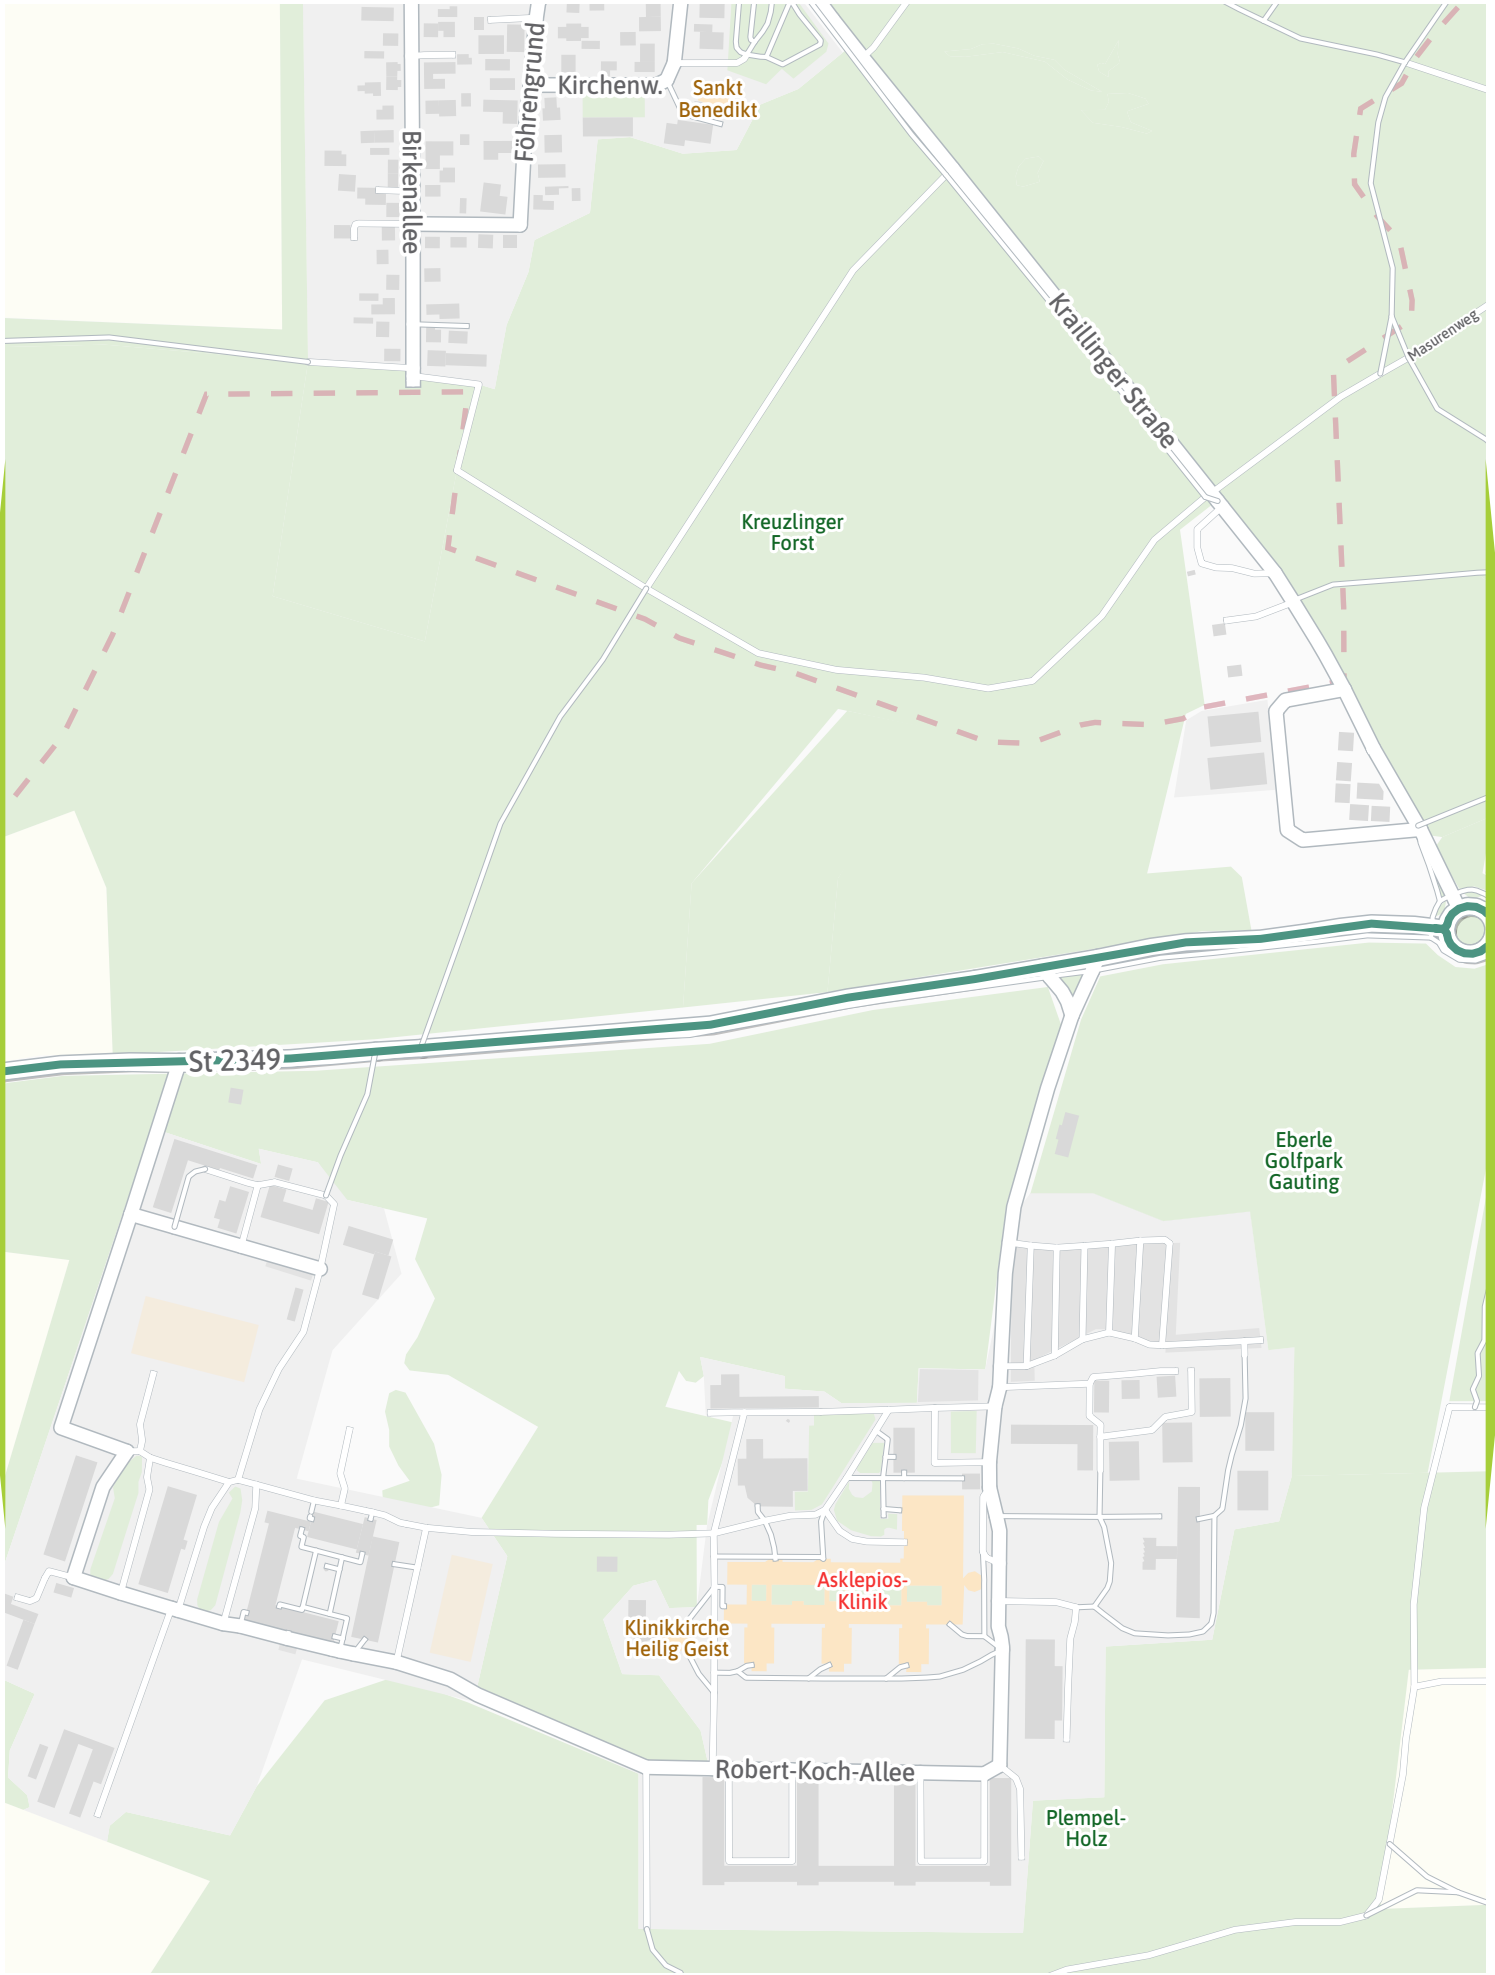 Föhrengrund
Kirchenw.
Sankt
Benedikt
Birkenallee
Kraillinger Straße
Masurenweg
Kreuzlinger
Forst
St 2349
Eberle
Golfpark
Gauting
Asklepios-
Klinik
Klinikkirche
Heilig Geist
Robert-Koch-Allee
Plempel-
Holz